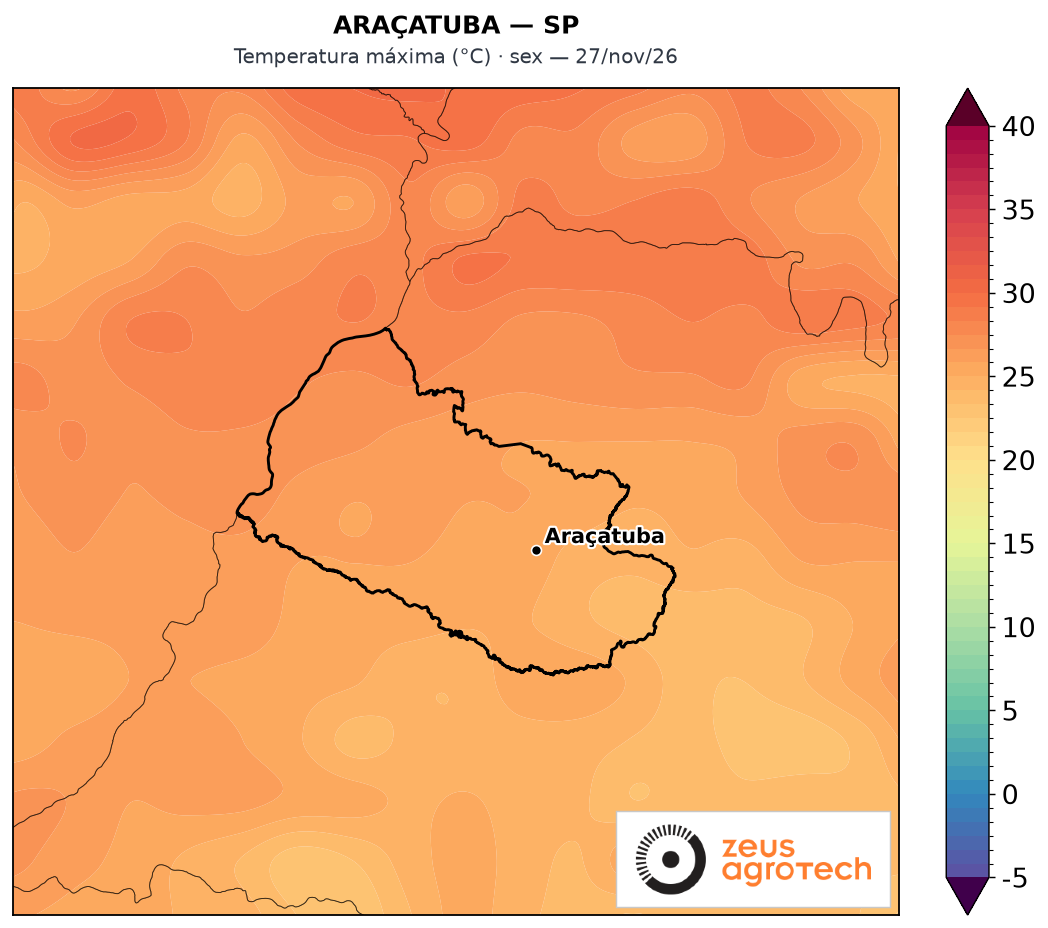 ARAÇATUBA — SP
Temperatura máxima (°C) · sex — 27/nov/26
40
35
30
25
20
15
10
5
0
-5
Araçatuba
zeus
agrotech